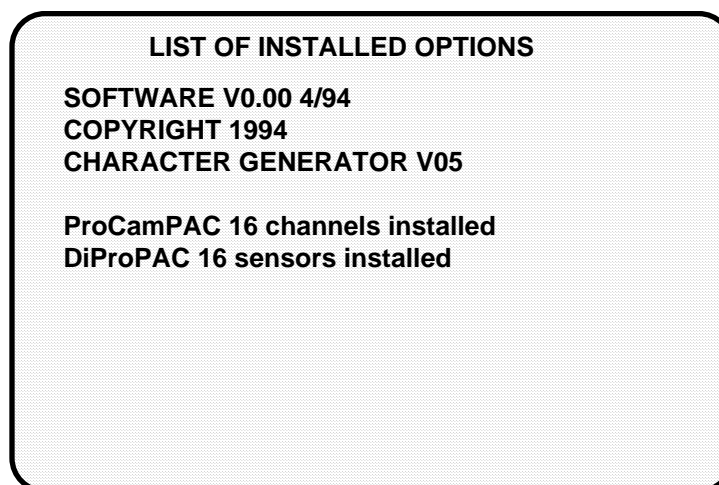 LIST OF INSTALLED OPTIONS
SOFTWARE V0.00 4/94
COPYRIGHT 1994
CHARACTER GENERATOR V05
ProCamPAC 16 channels installed
DiProPAC 16 sensors installed